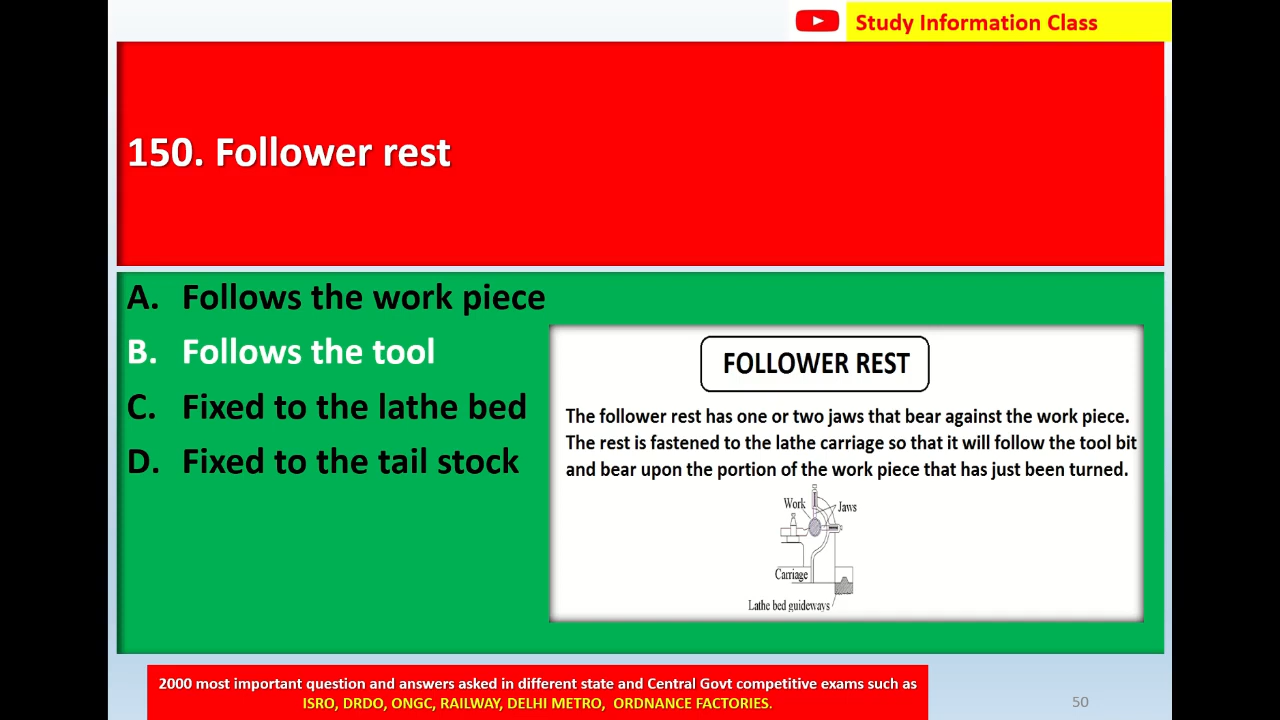 Study Information Class
150. Follower rest
A. Follows the work piece
B. Follows the tool
C. Fixed to the lathe bed
D. Fixed to the tail stock
FOLLOWER REST
The follower rest has one or two jaws that bear against the work piece.
The rest is fastened to the lathe carriage so that it will follow the tool bit
and bear upon the portion of the work piece that has just been turned.
Work
Jaws
Carriage
Lathe bed guideways
2000 most important question and answers asked in different state and Central Govt competitive exams such as
ISRO, DRDO, ONGC, RAILWAY, DELHI METRO, ORDNANCE FACTORIES.
50